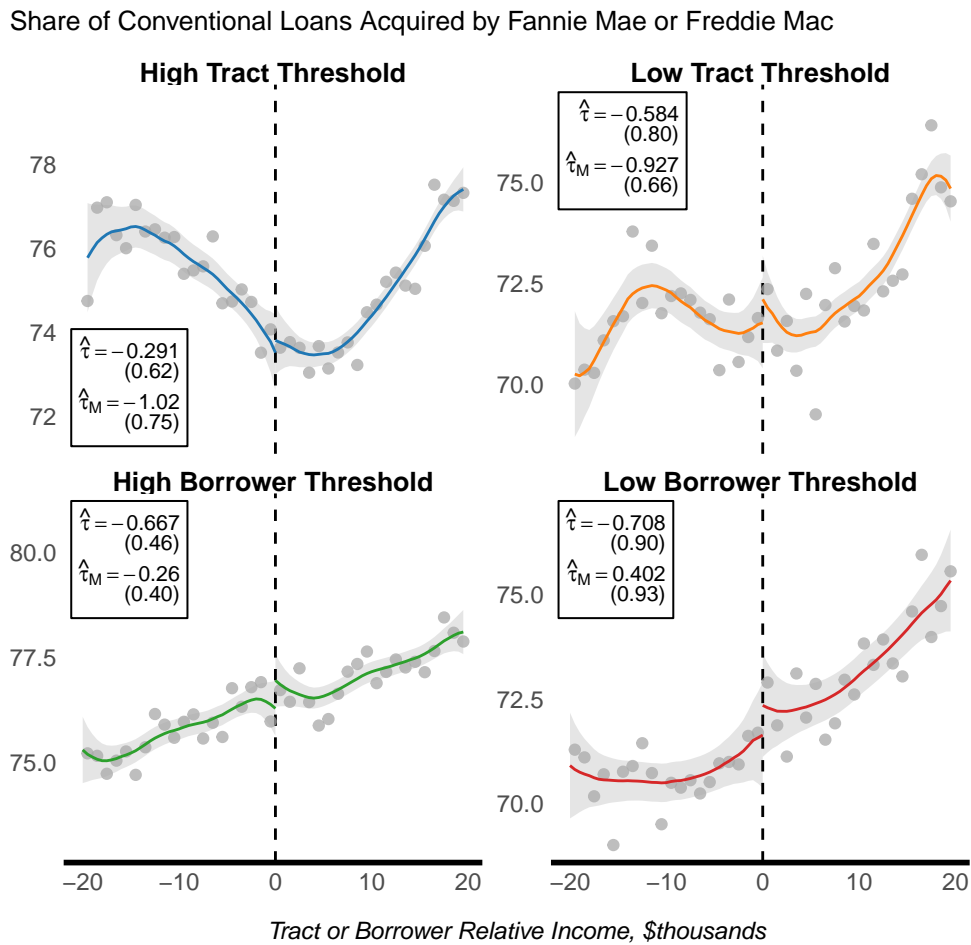 Share of Conventional Loans Acquired by Fannie Mae or Freddie Mac
High Tract Threshold
78
76
74
72
τ̂ = −0.291
(0.62)
τ̂M = −1.02
(0.75)
Low Tract Threshold
75.0
72.5
70.0
τ̂ = −0.584
(0.80)
τ̂M = −0.927
(0.66)
High Borrower Threshold
80.0
77.5
75.0
τ̂ = −0.667
(0.46)
τ̂M = −0.26
(0.40)
−20 −10 0 10 20
Low Borrower Threshold
75.0
72.5
70.0
τ̂ = −0.708
(0.90)
τ̂M = 0.402
(0.93)
−20 −10 0 10 20
Tract or Borrower Relative Income, $thousands